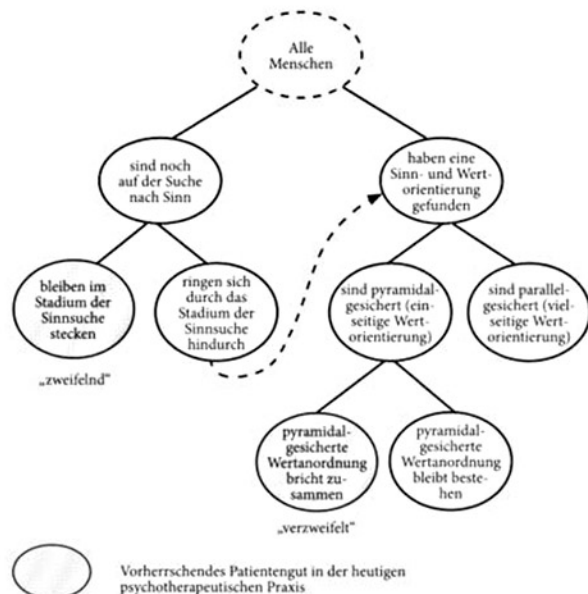 Alle
Menschen
sind noch
auf der Suche
nach Sinn
haben eine
Sinn- und Wert-
orientierung
gefunden
bleiben im
Stadium der
Sinnsuche
stecken
ringen sich
durch das
Stadium der
Sinnsuche
hindurch
sind pyramidal-
gesichert (ein-
seitige Wert-
orientierung)
sind parallel-
gesichert (viel-
seitige Wert-
orientierung)
„zweifelnd“
pyramidal-
gesicherte
Wertanordnung
bricht zu-
sammen
pyramidal-
gesicherte
Wertanordnung
bleibt beste-
hen
„verzweifelt“
Vorherrschendes Patientengut in der heutigen
psychotherapeutischen Praxis